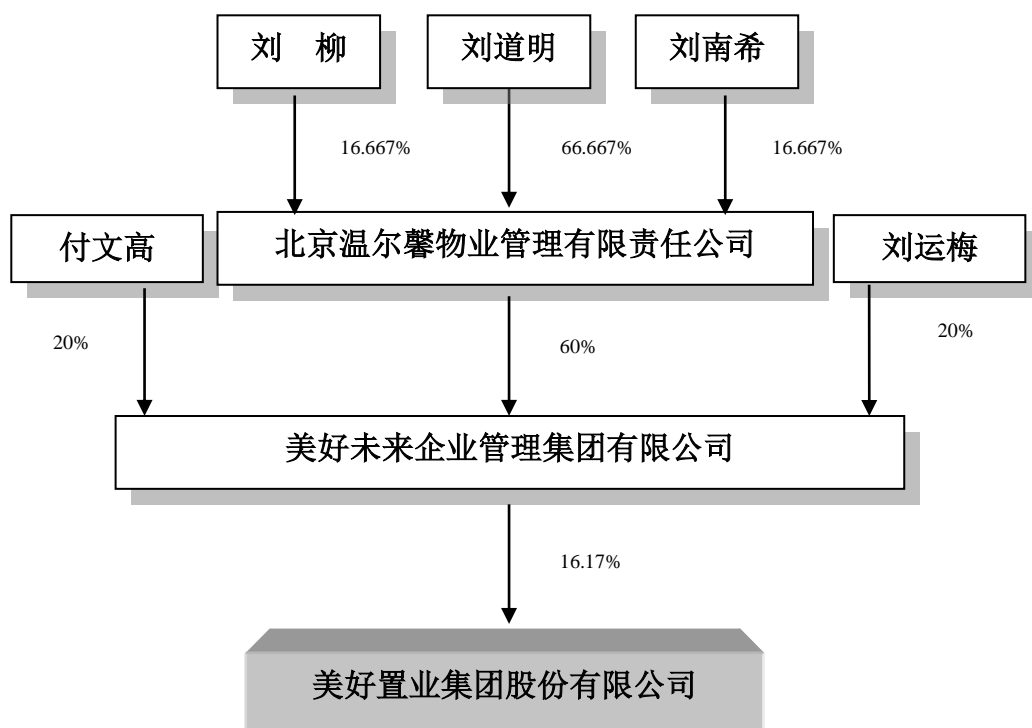 刘　柳
刘道明
刘南希
16.667%
66.667%
16.667%
付文高
北京温尔馨物业管理有限责任公司
刘运梅
20%
60%
20%
美好未来企业管理集团有限公司
16.17%
美好置业集团股份有限公司